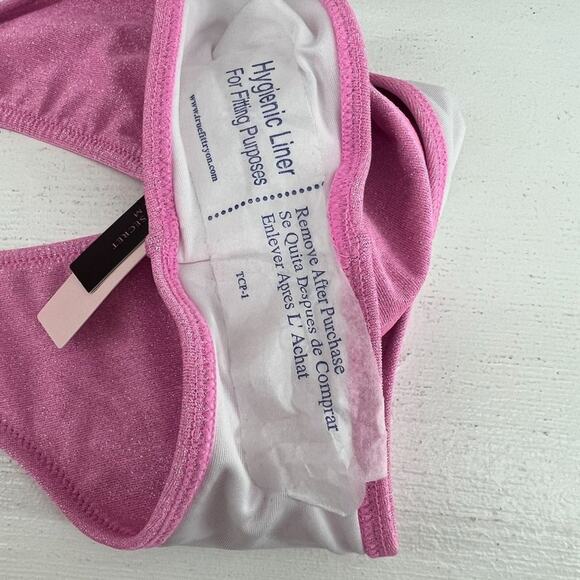 Hygienic Liner
For Fitting Purposes
www.truefittryon.com
Remove After Purchase
Se Quita Despues de Comprar
Enlever Apres L' Achat
TCP-1
SECRET
M